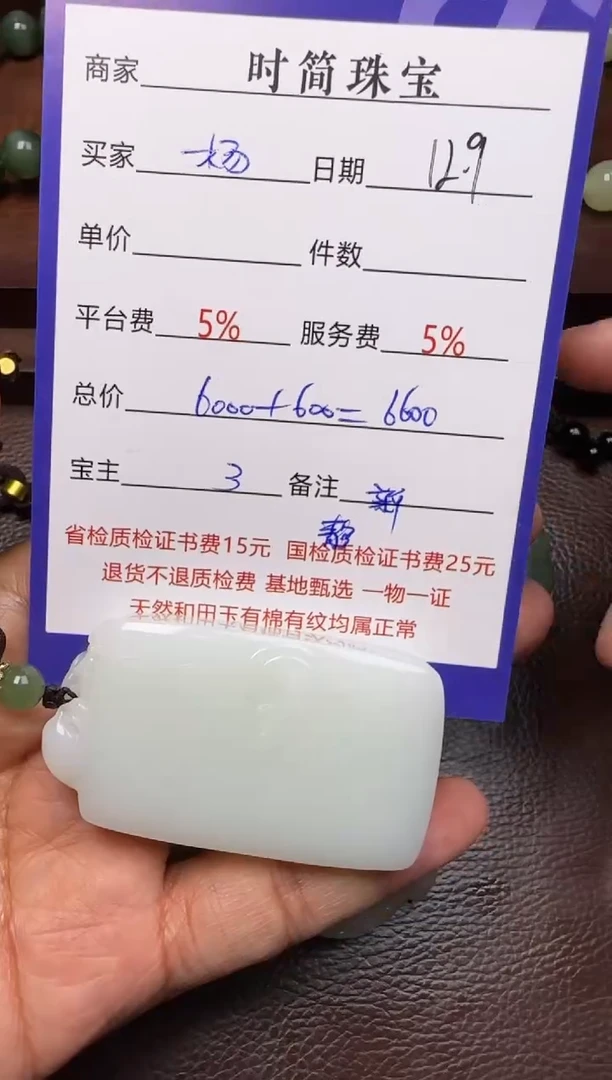 商家 时简珠宝
买家 一杨 日期 12.9
单价 件数
平台费 5% 服务费 5%
总价 6000+600=6600
宝主 3 备注
省检质检证书费15元 国检质检证书费25元
退货不退质检费 基地甄选 一物一证
天然和田玉有棉有纹均属正常